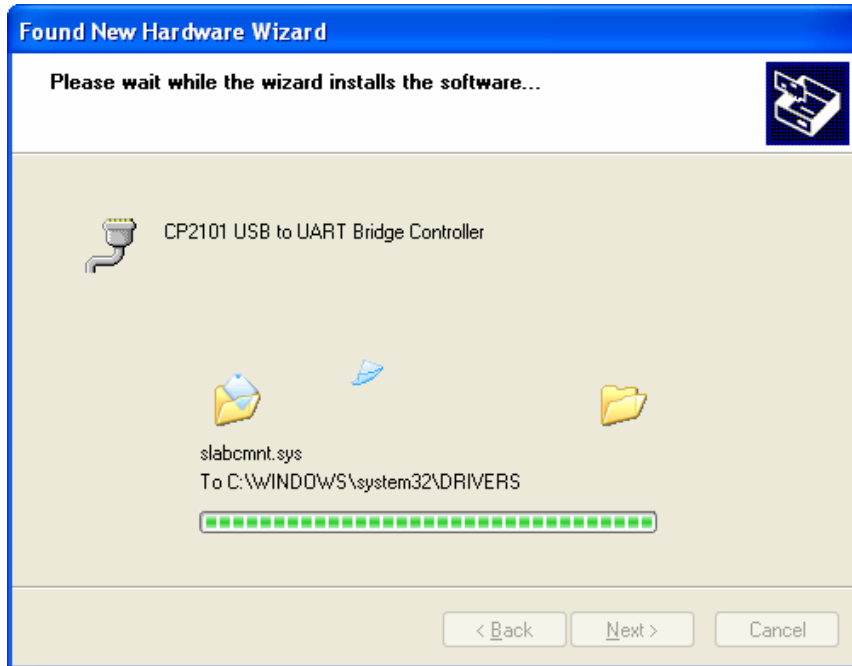 Found New Hardware Wizard
Please wait while the wizard installs the software...
CP2101 USB to UART Bridge Controller
slabcmnt.sys
To C:\WINDOWS\system32\DRIVERS
< Back Next > Cancel